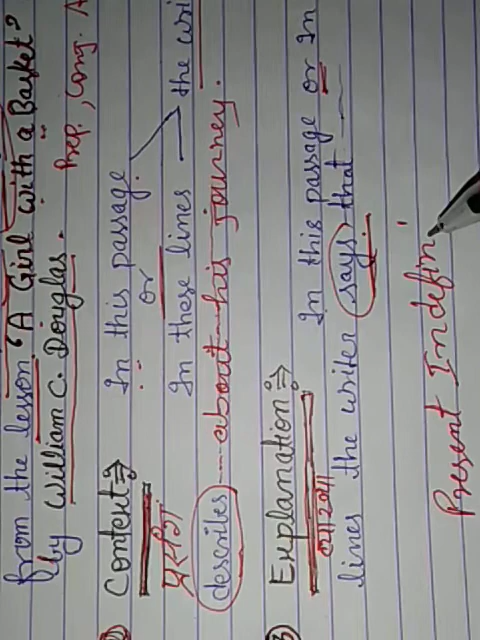 Prep., Conj. A
from the lesson "A Girl with a Basket"
by William C. Douglas.
Context⇒ In this passage
प्रसंग or
In these lines the wri
describes about his journey.
3 Explanation⇒ In this passage or In
व्याख्या
lines the writer says that
Present Indefin